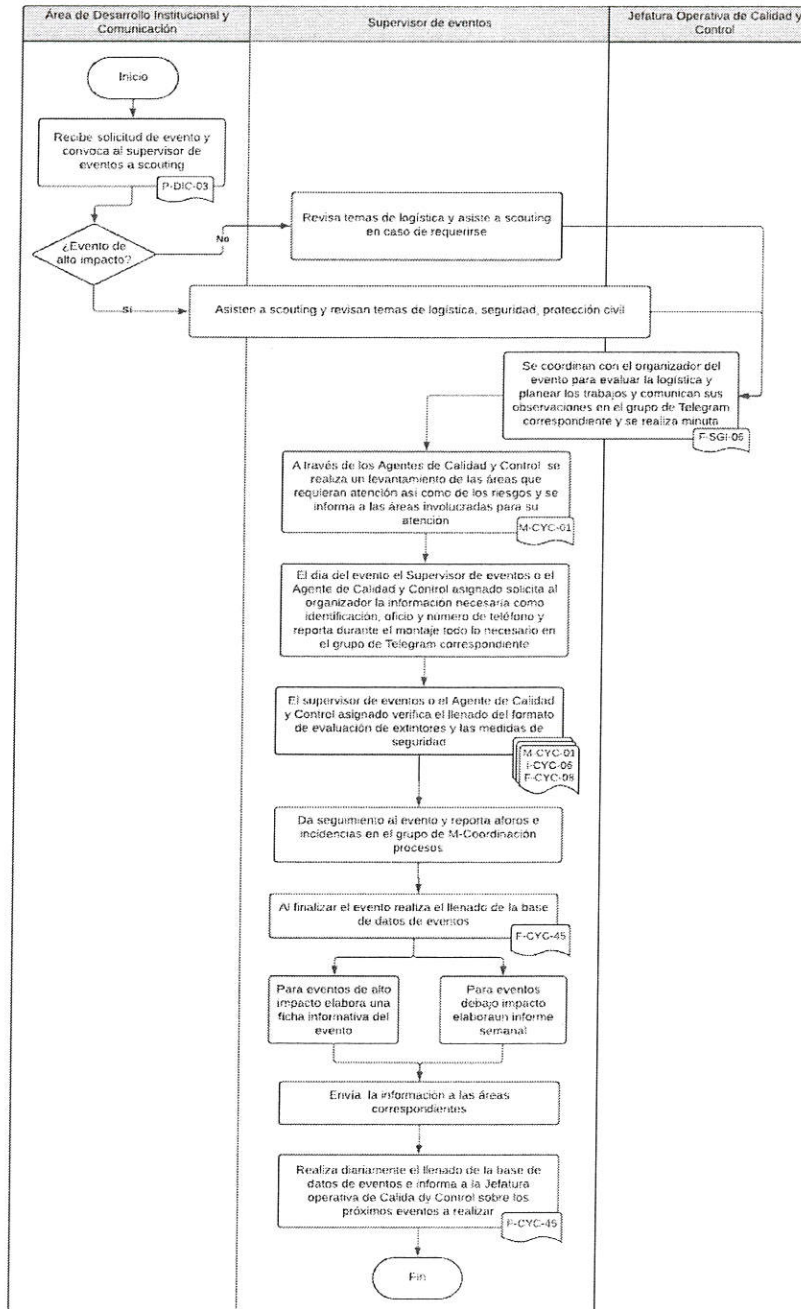 Área de Desarrollo Institucional y
Comunicación
Supervisor de eventos
Jefatura Operativa de Calidad y
Control
Inicio
Recibe solicitud de evento y
convoca al supervisor de
eventos a scouting
P-DIC-03
¿Evento de
alto impacto?
No
Revisa temas de logística y asiste a scouting
en caso de requerirse
Sí
Asisten a scouting y revisan temas de logística, seguridad, protección civil
Se coordinan con el organizador del
evento para evaluar la logística y
planear los trabajos y comunican sus
observaciones en el grupo de Telegram
correspondiente y se realiza minuta
F-SGI-06
A través de los Agentes de Calidad y Control se
realiza un levantamiento de las áreas que
requieran atención así como de los riesgos y se
informa a las áreas involucradas para su
atención
M-CYC-01
El día del evento el Supervisor de eventos o el
Agente de Calidad y Control asignado solicita al
organizador la información necesaria como
identificación, oficio y número de teléfono y
reporta durante el montaje todo lo necesario en
el grupo de Telegram correspondiente
El supervisor de eventos o el Agente de Calidad
y Control asignado verifica el llenado del formato
de evaluación de extintores y las medidas de
seguridad
M-CYC-01
I-CYC-06
F-CYC-08
Da seguimiento al evento y reporta aforos e
incidencias en el grupo de M-Coordinación
procesos
Al finalizar el evento realiza el llenado de la base
de datos de eventos
F-CYC-45
Para eventos de alto
impacto elabora una
ficha informativa del
evento
Para eventos
debajo impacto
elaboraun informe
semanal
Envía la información a las áreas
correspondientes
Realiza diariamente el llenado de la base de
datos de eventos e informa a la Jefatura
operativa de Calida dy Control sobre los
próximos eventos a realizar
F-CYC-45
Fin